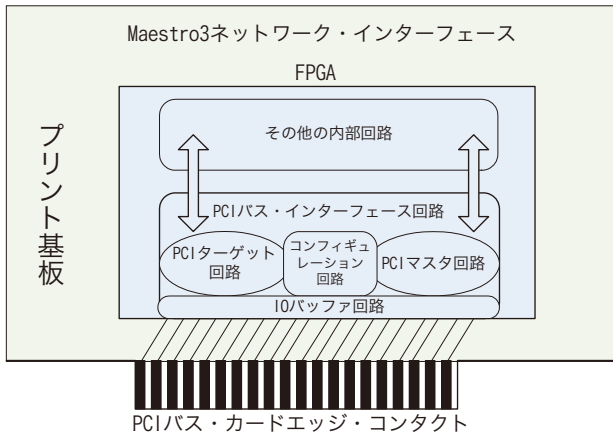 Maestro3ネットワーク・インターフェース
FPGA
プリント基板
その他の内部回路
PCIバス・インターフェース回路
PCIターゲット
回路
コンフィギュ
レーション
回路
PCIマスタ回路
IOバッファ回路
PCIバス・カードエッジ・コンタクト